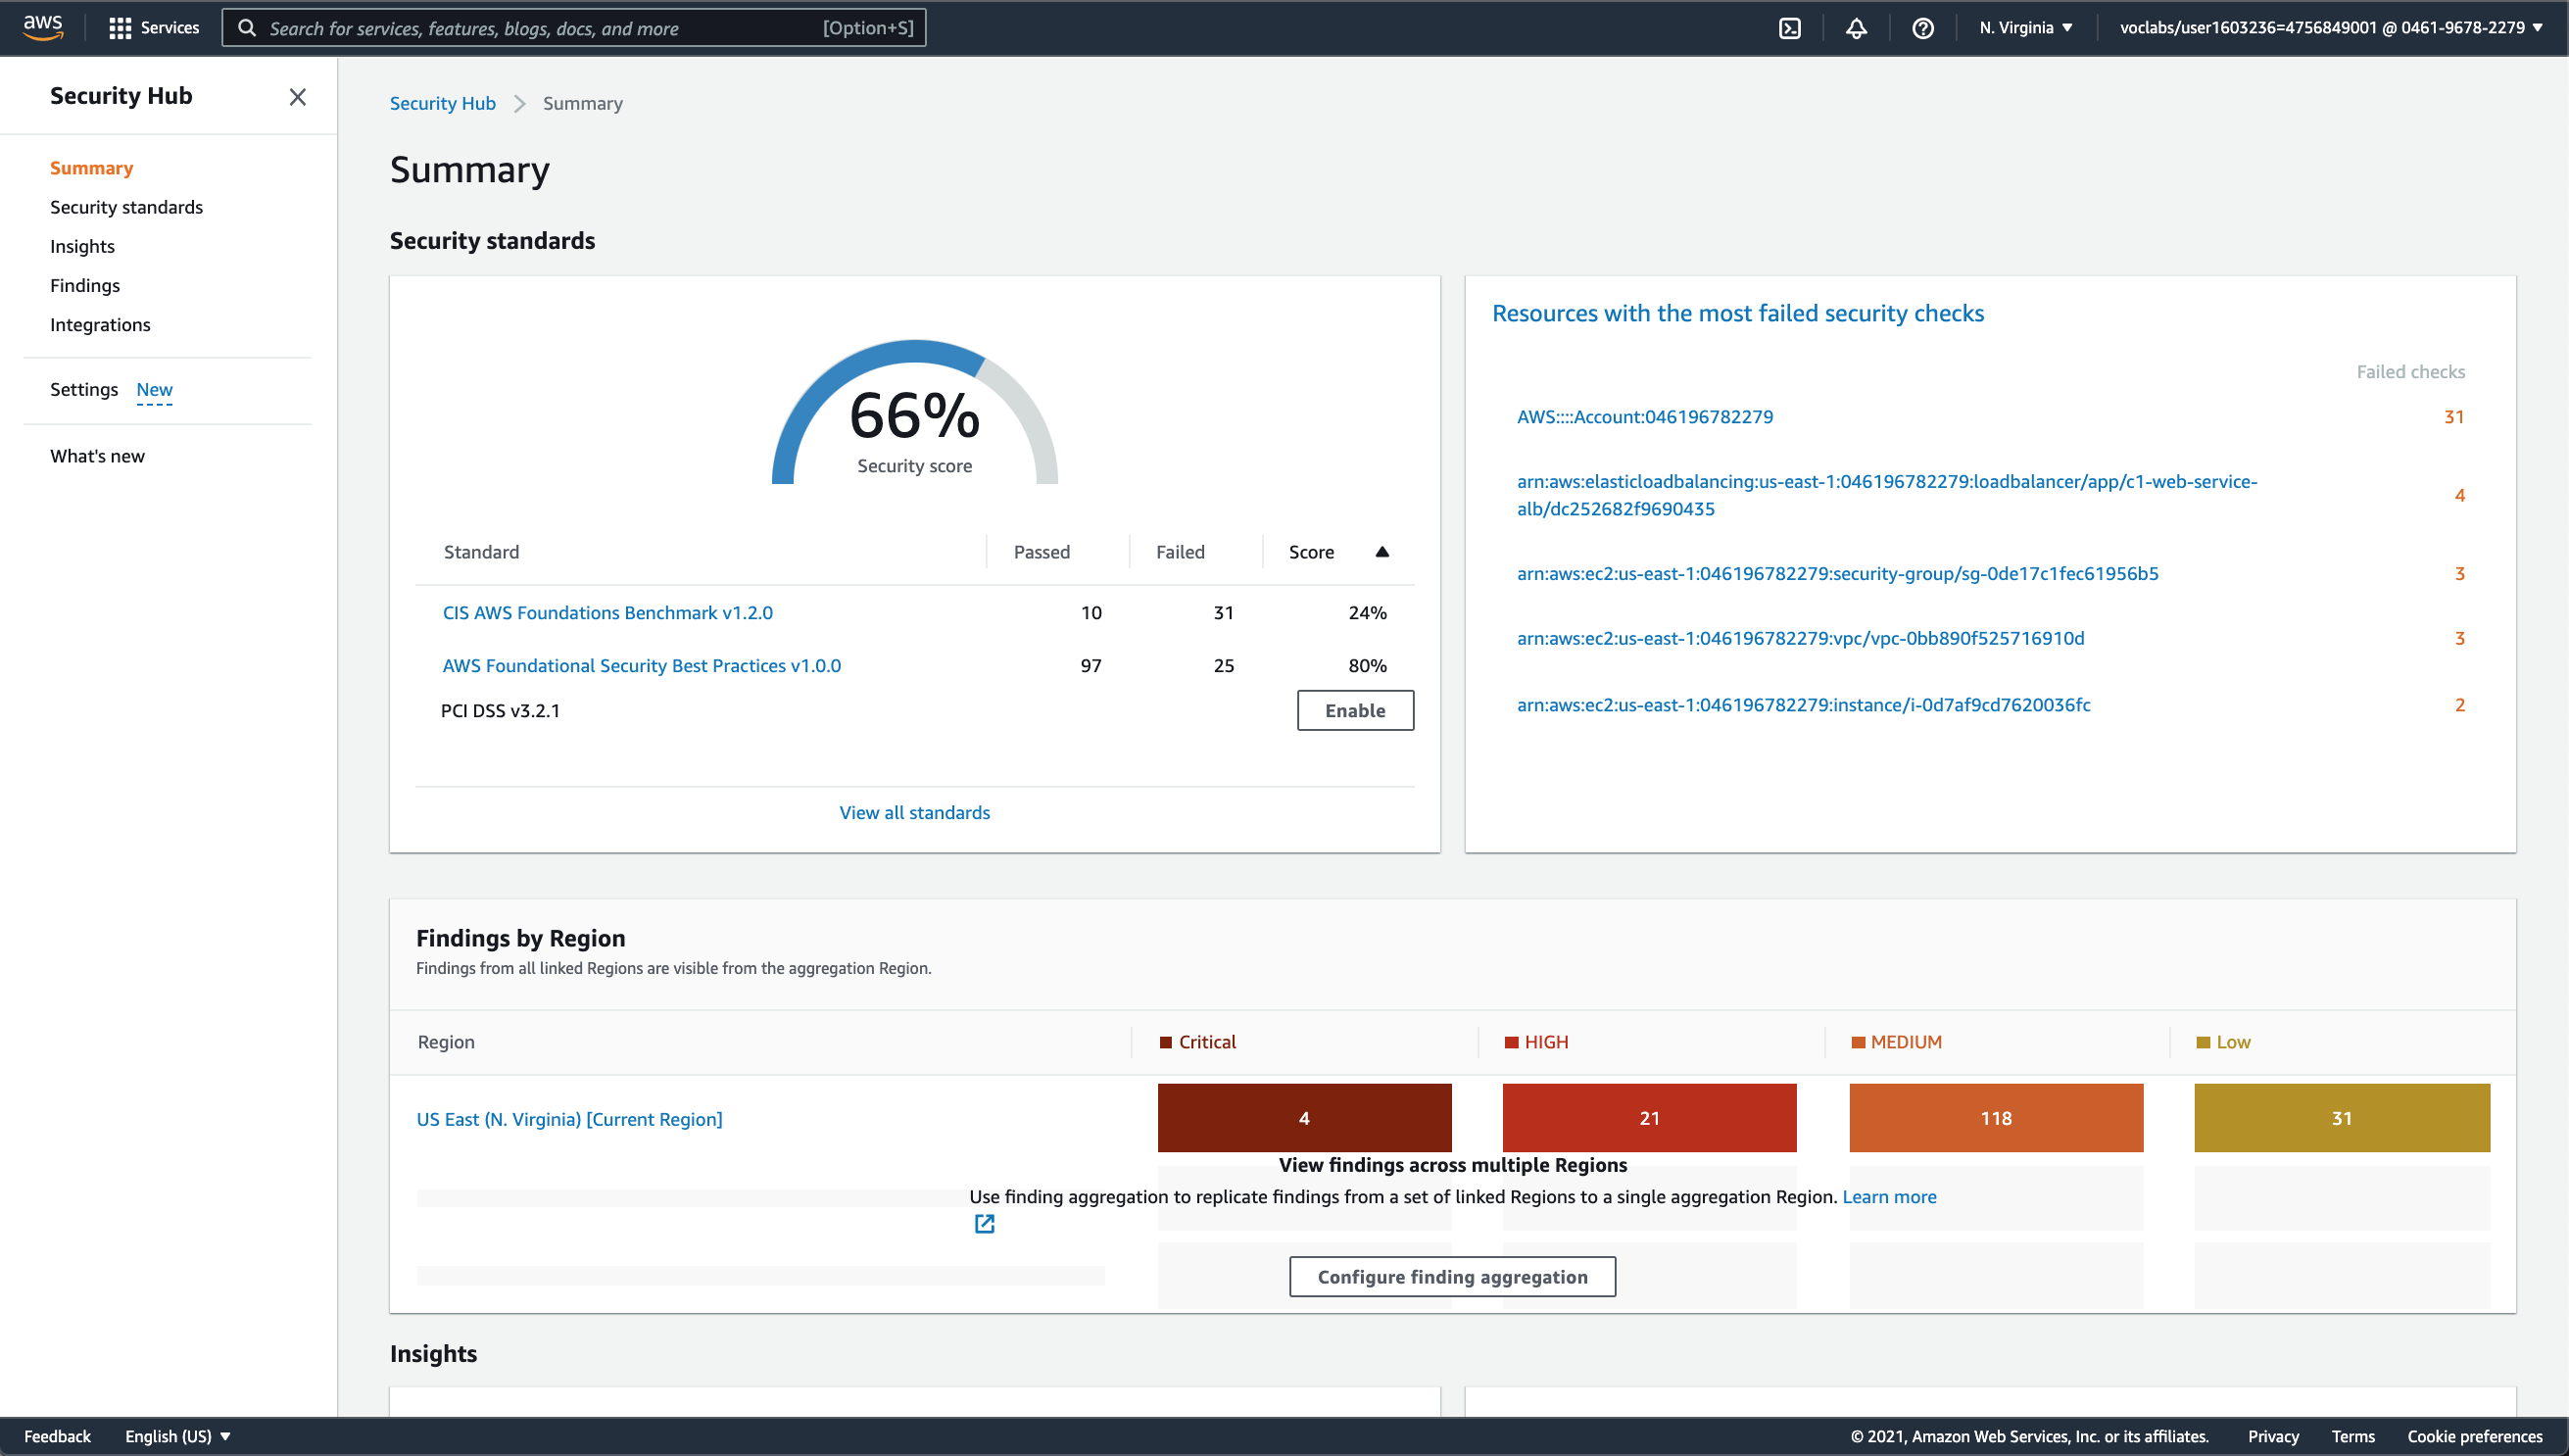 aws
Services
Search for services, features, blogs, docs, and more
[Option+S]
N. Virginia
voclabs/user1603236=4756849001 @ 0461-9678-2279
Security Hub
Summary
Security standards
Insights
Findings
Integrations
Settings New
What's new
Security Hub Summary
Summary
Security standards
66%
Security score
Standard Passed Failed Score
CIS AWS Foundations Benchmark v1.2.0 10 31 24%
AWS Foundational Security Best Practices v1.0.0 97 25 80%
PCI DSS v3.2.1 Enable
View all standards
Resources with the most failed security checks
Failed checks
AWS::::Account:046196782279 31
arn:aws:elasticloadbalancing:us-east-1:046196782279:loadbalancer/app/c1-web-service-
alb/dc252682f9690435 4
arn:aws:ec2:us-east-1:046196782279:security-group/sg-0de17c1fec61956b5 3
arn:aws:ec2:us-east-1:046196782279:vpc/vpc-0bb890f525716910d 3
arn:aws:ec2:us-east-1:046196782279:instance/i-0d7af9cd7620036fc 2
Findings by Region
Findings from all linked Regions are visible from the aggregation Region.
Region Critical HIGH MEDIUM Low
US East (N. Virginia) [Current Region] 4 21 118 31
View findings across multiple Regions
Use finding aggregation to replicate findings from a set of linked Regions to a single aggregation Region. Learn more
Configure finding aggregation
Insights
Feedback English (US) © 2021, Amazon Web Services, Inc. or its affiliates. Privacy Terms Cookie preferences